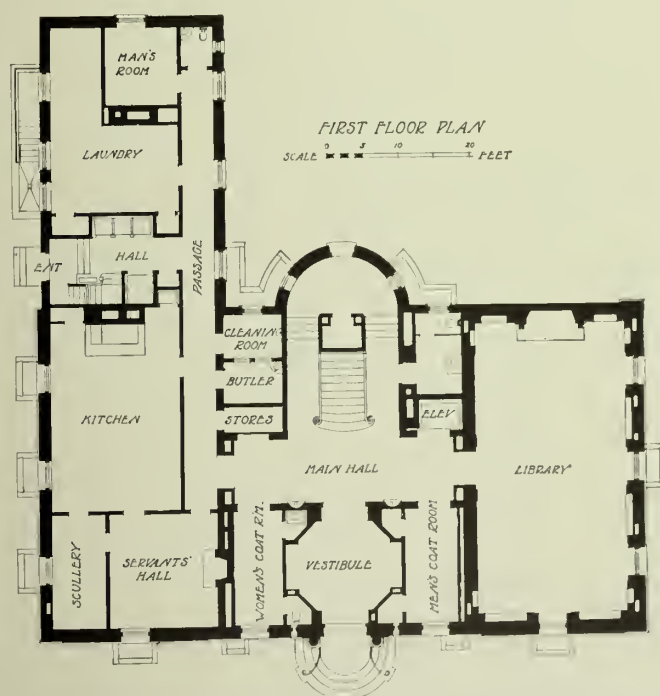 MAN'S
ROOM
FIRST FLOOR PLAN
SCALE 0 5 10 20 FEET
LAUNDRY
HALL
ENT
PASSAGE
CLEANING
ROOM
BUTLER
STORES
KITCHEN
ELEV
MAIN HALL
LIBRARY
SCULLERY
SERVANTS'
HALL
WOMEN'S COAT R'M.
VESTIBULE
MEN'S COAT ROOM